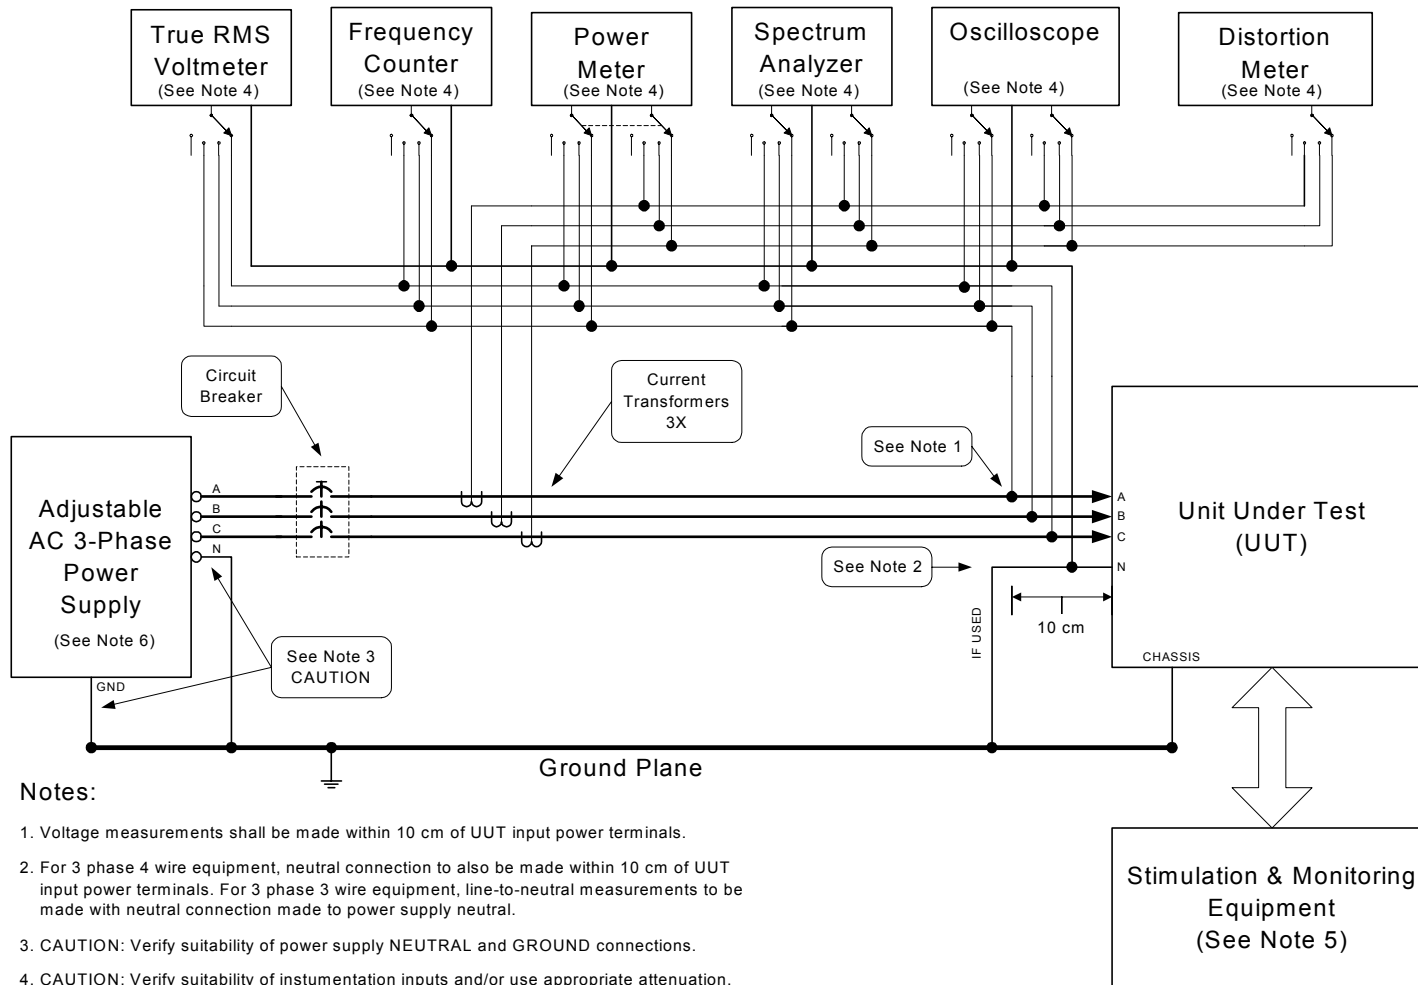 True RMS
Voltmeter
(See Note 4)
Frequency
Counter
(See Note 4)
Power
Meter
(See Note 4)
Spectrum
Analyzer
(See Note 4)
Oscilloscope
(See Note 4)
Distortion
Meter
(See Note 4)
Circuit
Breaker
Current
Transformers
3X
See Note 1
Adjustable
AC 3-Phase
Power
Supply
(See Note 6)
A
B
C
N
GND
See Note 3
CAUTION
See Note 2
IF USED
10 cm
A
B
C
N
Unit Under Test
(UUT)
CHASSIS
Ground Plane
Stimulation & Monitoring
Equipment
(See Note 5)
Notes:
1. Voltage measurements shall be made within 10 cm of UUT input power terminals.
2. For 3 phase 4 wire equipment, neutral connection to also be made within 10 cm of UUT
input power terminals. For 3 phase 3 wire equipment, line-to-neutral measurements to be
made with neutral connection made to power supply neutral.
3. CAUTION: Verify suitability of power supply NEUTRAL and GROUND connections.
4. CAUTION: Verify suitability of instumentation inputs and/or use appropriate attenuation.